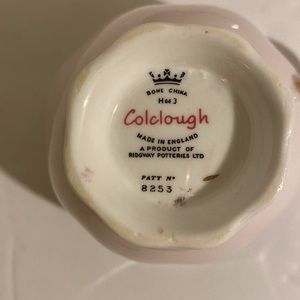 BONE CHINA
H663
Colclough
MADE IN ENGLAND
A PRODUCT OF
RIDGWAY POTTERIES LTD
PATT Nº
8253